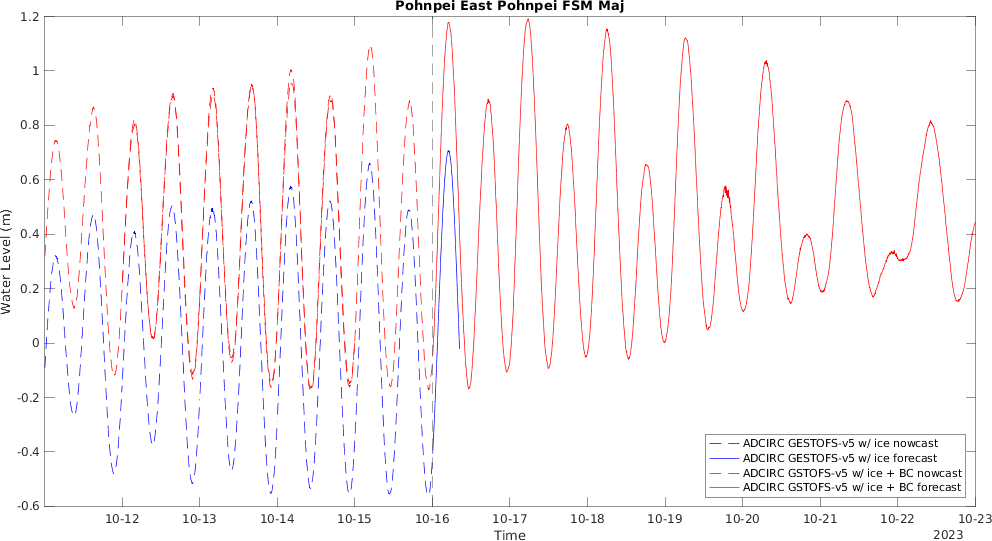 Pohnpei East Pohnpei FSM Maj
1.2
1
0.8
0.6
0.4
0.2
0
-0.2
-0.4
-0.6
Water Level (m)
ADCIRC GESTOFS-v5 w/ ice nowcast
ADCIRC GESTOFS-v5 w/ ice forecast
ADCIRC GSTOFS-v5 w/ ice + BC nowcast
ADCIRC GSTOFS-v5 w/ ice + BC forecast
10-12 10-13 10-14 10-15 10-16 10-17 10-18 10-19 10-20 10-21 10-22 10-23
Time
2023